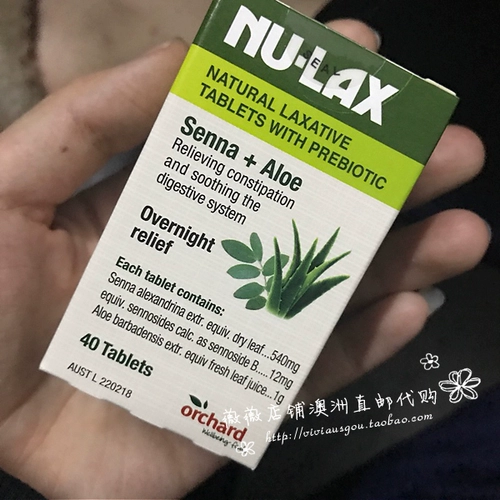 NU-LAX
SEAL
NATURAL LAXATIVE
TABLETS WITH PREBIOTIC
Senna + Aloe
Relieving constipation
and soothing the
digestive system
Overnight
relief
Each tablet contains:
Senna alexandrina extr. equiv. dry leaf...540mg
equiv. sennosides calc. as sennoside B....12mg
Aloe barbadensis extr. equiv fresh leaf juice...1g
40 Tablets
AUST L 220218
orchard
薇薇店铺澳洲直邮代购
http://viviausgou.taobao.com